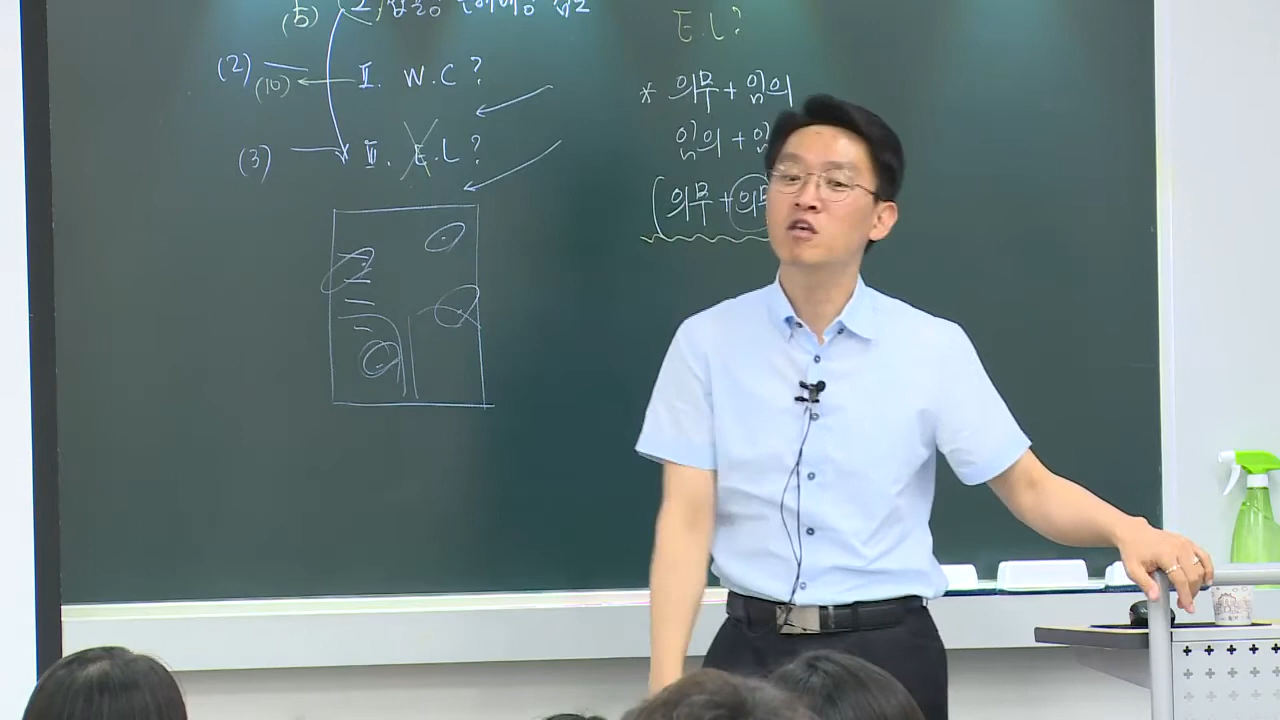 (5)
(2) Ⅱ. W.C?
(10)
(3) Ⅲ. E.L?
E.L?
* 의무+임의
임의+임
(의무+의무